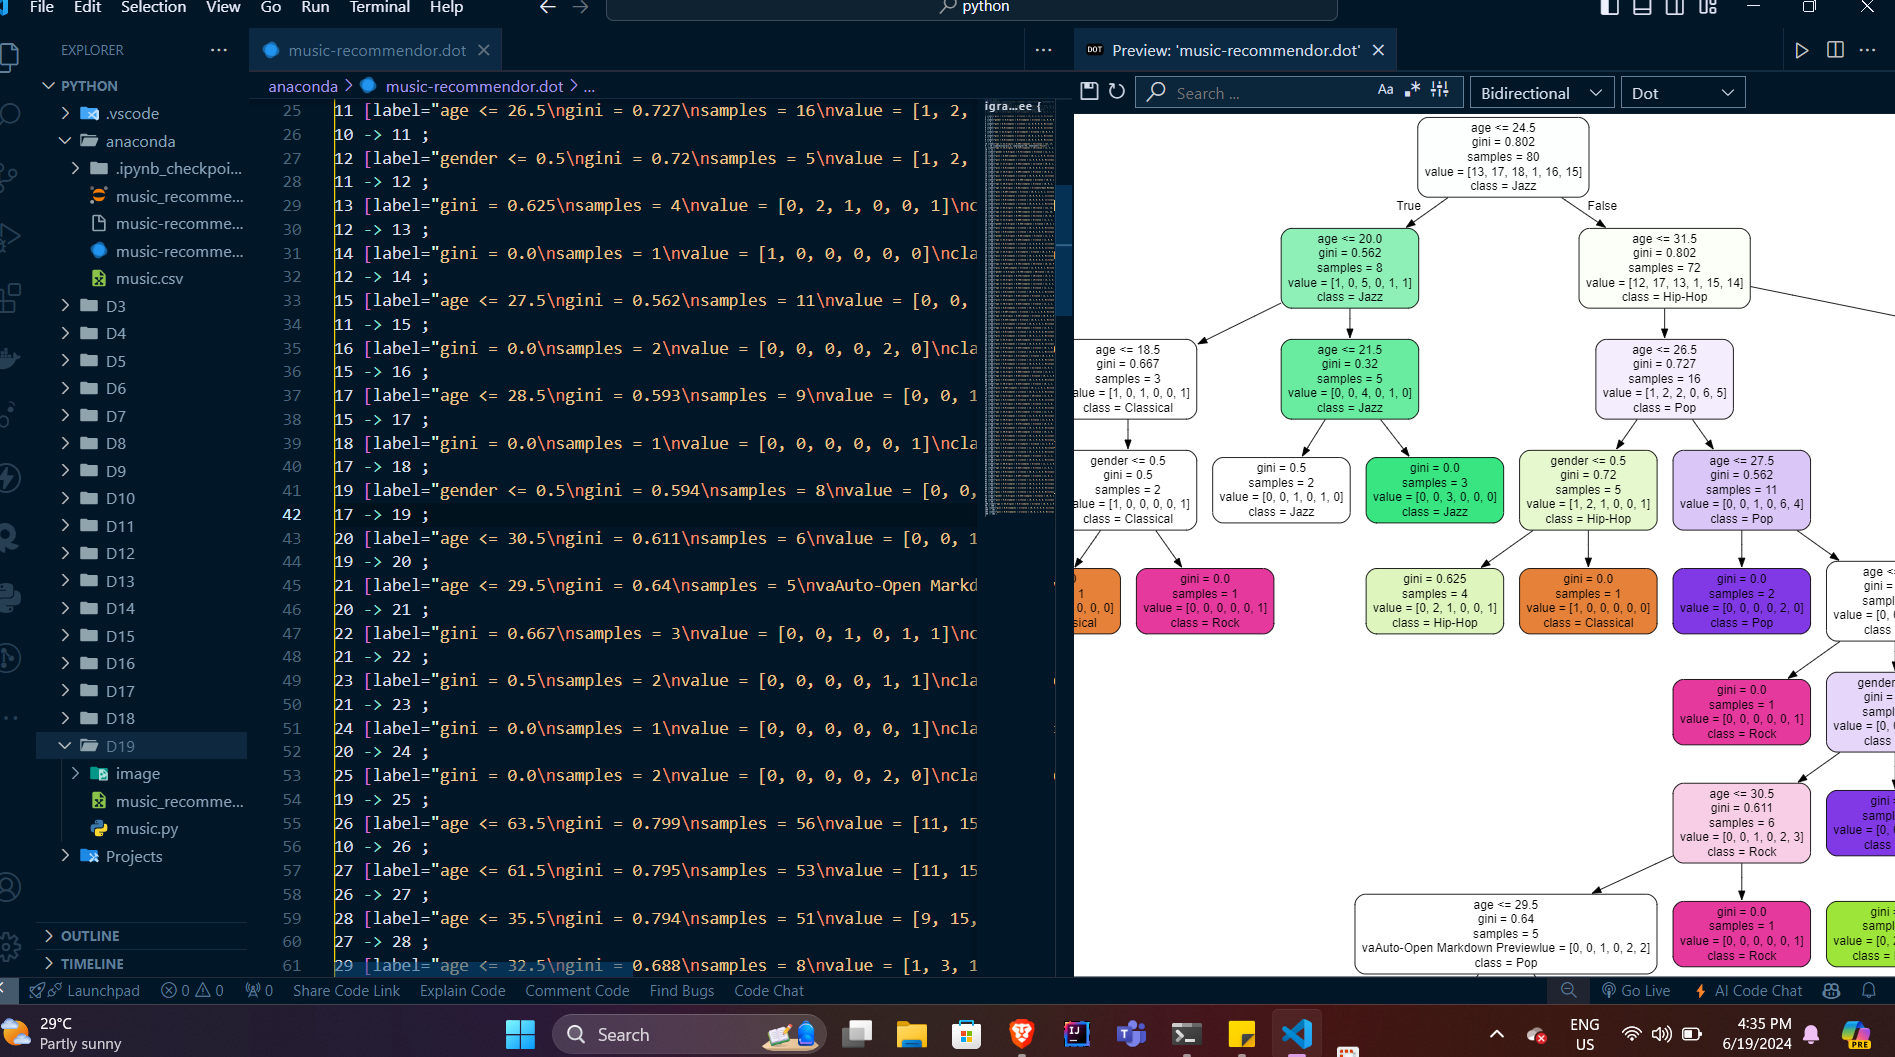 File Edit Selection View Go Run Terminal Help
python
EXPLORER
PYTHON
.vscode
anaconda
.ipynb_checkpoi...
music_recomme...
music-recomme...
music-recomme...
music.csv
D3
D4
D5
D6
D7
D8
D9
D10
D11
D12
D13
D14
D15
D16
D17
D18
D19
image
music_recomme...
music.py
Projects
OUTLINE
TIMELINE
music-recommendor.dot
anaconda > music-recommendor.dot > ...
25 11 [label="age <= 26.5\ngini = 0.727\nsamples = 16\nvalue = [1, 2,
26 10 -> 11 ;
27 12 [label="gender <= 0.5\ngini = 0.72\nsamples = 5\nvalue = [1, 2,
28 11 -> 12 ;
29 13 [label="gini = 0.625\nsamples = 4\nvalue = [0, 2, 1, 0, 0, 1]\nc
30 12 -> 13 ;
31 14 [label="gini = 0.0\nsamples = 1\nvalue = [1, 0, 0, 0, 0, 0]\ncla
32 12 -> 14 ;
33 15 [label="age <= 27.5\ngini = 0.562\nsamples = 11\nvalue = [0, 0,
34 11 -> 15 ;
35 16 [label="gini = 0.0\nsamples = 2\nvalue = [0, 0, 0, 0, 2, 0]\ncla
36 15 -> 16 ;
37 17 [label="age <= 28.5\ngini = 0.593\nsamples = 9\nvalue = [0, 0, 1
38 15 -> 17 ;
39 18 [label="gini = 0.0\nsamples = 1\nvalue = [0, 0, 0, 0, 0, 1]\ncla
40 17 -> 18 ;
41 19 [label="gender <= 0.5\ngini = 0.594\nsamples = 8\nvalue = [0, 0,
42 17 -> 19 ;
43 20 [label="age <= 30.5\ngini = 0.611\nsamples = 6\nvalue = [0, 0, 1
44 19 -> 20 ;
45 21 [label="age <= 29.5\ngini = 0.64\nsamples = 5\nvaAuto-Open Markd
46 20 -> 21 ;
47 22 [label="gini = 0.667\nsamples = 3\nvalue = [0, 0, 1, 0, 1, 1]\nc
48 21 -> 22 ;
49 23 [label="gini = 0.5\nsamples = 2\nvalue = [0, 0, 0, 0, 1, 1]\ncla
50 21 -> 23 ;
51 24 [label="gini = 0.0\nsamples = 1\nvalue = [0, 0, 0, 0, 0, 1]\ncla
52 20 -> 24 ;
53 25 [label="gini = 0.0\nsamples = 2\nvalue = [0, 0, 0, 0, 2, 0]\ncla
54 19 -> 25 ;
55 26 [label="age <= 63.5\ngini = 0.799\nsamples = 56\nvalue = [11, 15
56 10 -> 26 ;
57 27 [label="age <= 61.5\ngini = 0.795\nsamples = 53\nvalue = [11, 15
58 26 -> 27 ;
59 28 [label="age <= 35.5\ngini = 0.794\nsamples = 51\nvalue = [9, 15,
60 27 -> 28 ;
61 29 [label="age <= 32.5\ngini = 0.688\nsamples = 8\nvalue = [1, 3, 1
igra...ee {
DOT Preview: 'music-recommendor.dot'
Search ... Aa Bidirectional Dot
age <= 24.5
gini = 0.802
samples = 80
value = [13, 17, 18, 1, 16, 15]
class = Jazz
True
False
age <= 20.0
gini = 0.562
samples = 8
value = [1, 0, 5, 0, 1, 1]
class = Jazz
age <= 31.5
gini = 0.802
samples = 72
value = [12, 17, 13, 1, 15, 14]
class = Hip-Hop
age <= 18.5
gini = 0.667
samples = 3
alue = [1, 0, 1, 0, 0, 1]
class = Classical
age <= 21.5
gini = 0.32
samples = 5
value = [0, 0, 4, 0, 1, 0]
class = Jazz
age <= 26.5
gini = 0.727
samples = 16
value = [1, 2, 2, 0, 6, 5]
class = Pop
gender <= 0.5
gini = 0.5
samples = 2
value = [1, 0, 0, 0, 0, 1]
class = Classical
gini = 0.5
samples = 2
value = [0, 0, 1, 0, 1, 0]
class = Jazz
gini = 0.0
samples = 3
value = [0, 0, 3, 0, 0, 0]
class = Jazz
gender <= 0.5
gini = 0.72
samples = 5
value = [1, 2, 1, 0, 0, 1]
class = Hip-Hop
age <= 27.5
gini = 0.562
samples = 11
value = [0, 0, 1, 0, 6, 4]
class = Pop
1
0, 0, 0]
sical
gini = 0.0
samples = 1
value = [0, 0, 0, 0, 0, 1]
class = Rock
gini = 0.625
samples = 4
value = [0, 2, 1, 0, 0, 1]
class = Hip-Hop
gini = 0.0
samples = 1
value = [1, 0, 0, 0, 0, 0]
class = Classical
gini = 0.0
samples = 2
value = [0, 0, 0, 0, 2, 0]
class = Pop
age <
gini =
sampl
value = [0,
class
gini = 0.0
samples = 1
value = [0, 0, 0, 0, 0, 1]
class = Rock
gender
gini =
sampl
value = [0,
class
age <= 30.5
gini = 0.611
samples = 6
value = [0, 0, 1, 0, 2, 3]
class = Rock
gini
sampl
value = [0,
class
age <= 29.5
gini = 0.64
samples = 5
vaAuto-Open Markdown Previewlue = [0, 0, 1, 0, 2, 2]
class = Pop
gini = 0.0
samples = 1
value = [0, 0, 0, 0, 0, 1]
class = Rock
gini
sampl
value = [0, 2
class =
Launchpad 0 0 0 Share Code Link Explain Code Comment Code Find Bugs Code Chat Go Live AI Code Chat
29°C
Partly sunny
Search
ENG
US
4:35 PM
6/19/2024
PRE